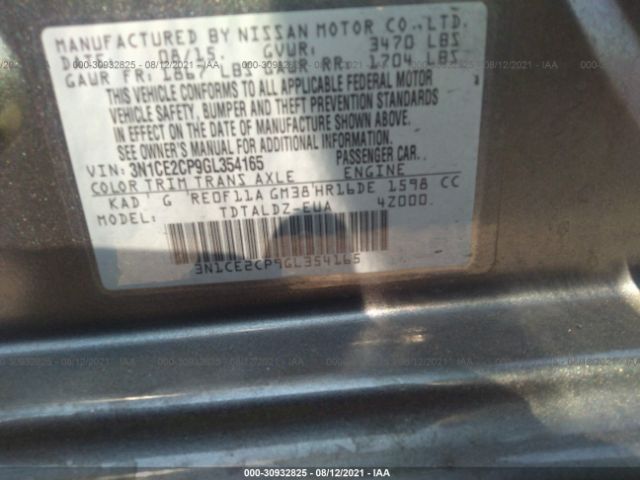 MANUFACTURED BY NISSAN MOTOR CO.,LTD.
DATE: 08/15. GVWR: 3470 LBS
GAWR FR: 1867 LBS GAWR RR: 1704 LBS
THIS VEHICLE CONFORMS TO ALL APPLICABLE FEDERAL MOTOR
VEHICLE SAFETY, BUMPER AND THEFT PREVENTION STANDARDS
IN EFFECT ON THE DATE OF MANUFACTURE SHOWN ABOVE.
SEE OWNER'S MANUAL FOR ADDITIONAL INFORMATION.
VIN: 3N1CE2CP9GL354165 PASSENGER CAR.
COLOR TRIM TRANS AXLE ENGINE
KAD G RE0F11A GM38 HR16DE 1598 CC
MODEL: TDTALDZ-EUA 4Z000.
3N1CE2CP9GL354165
000-30932825 - 08/12/2021 - IAA